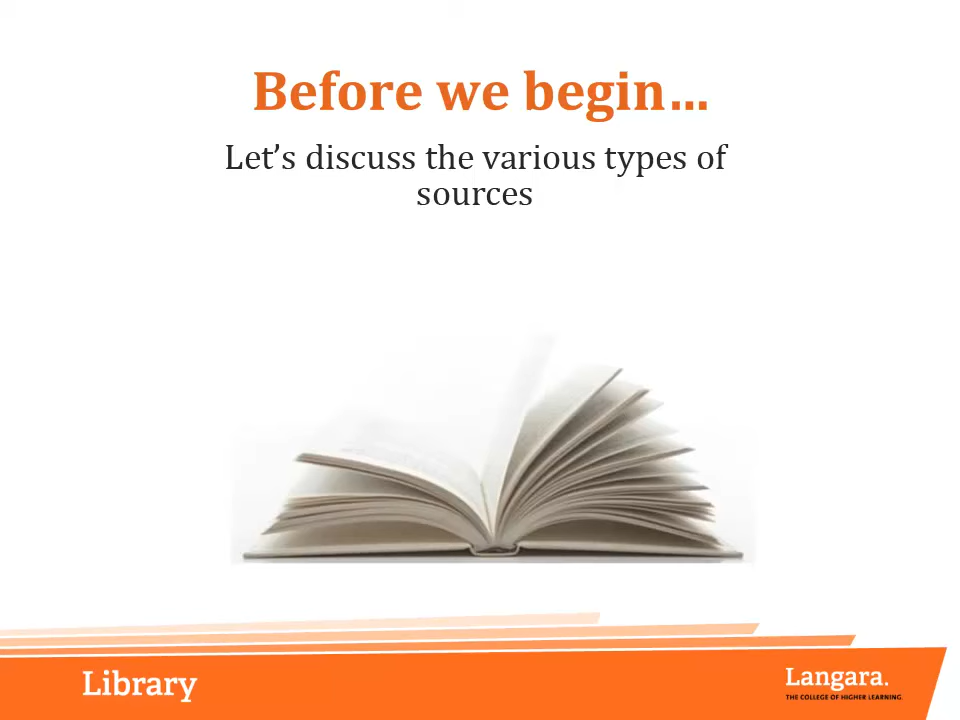 Before we begin…
Let’s discuss the various types of
sources
Library
Langara.
THE COLLEGE OF HIGHER LEARNING.